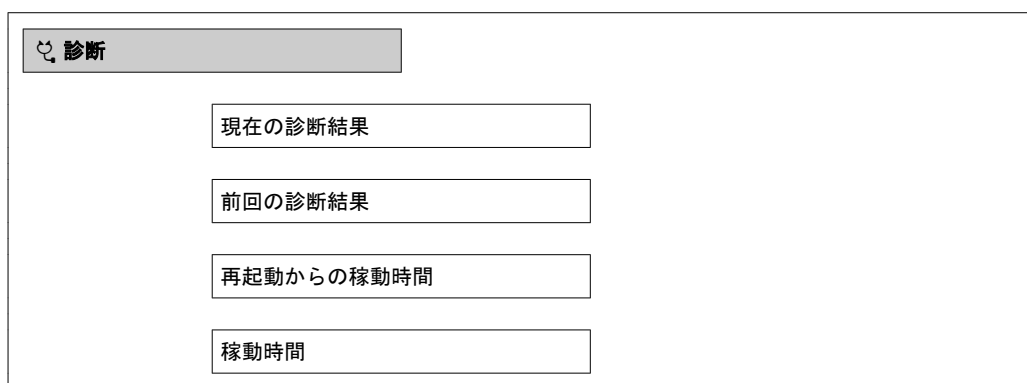 診断
現在の診断結果
前回の診断結果
再起動からの稼動時間
稼動時間